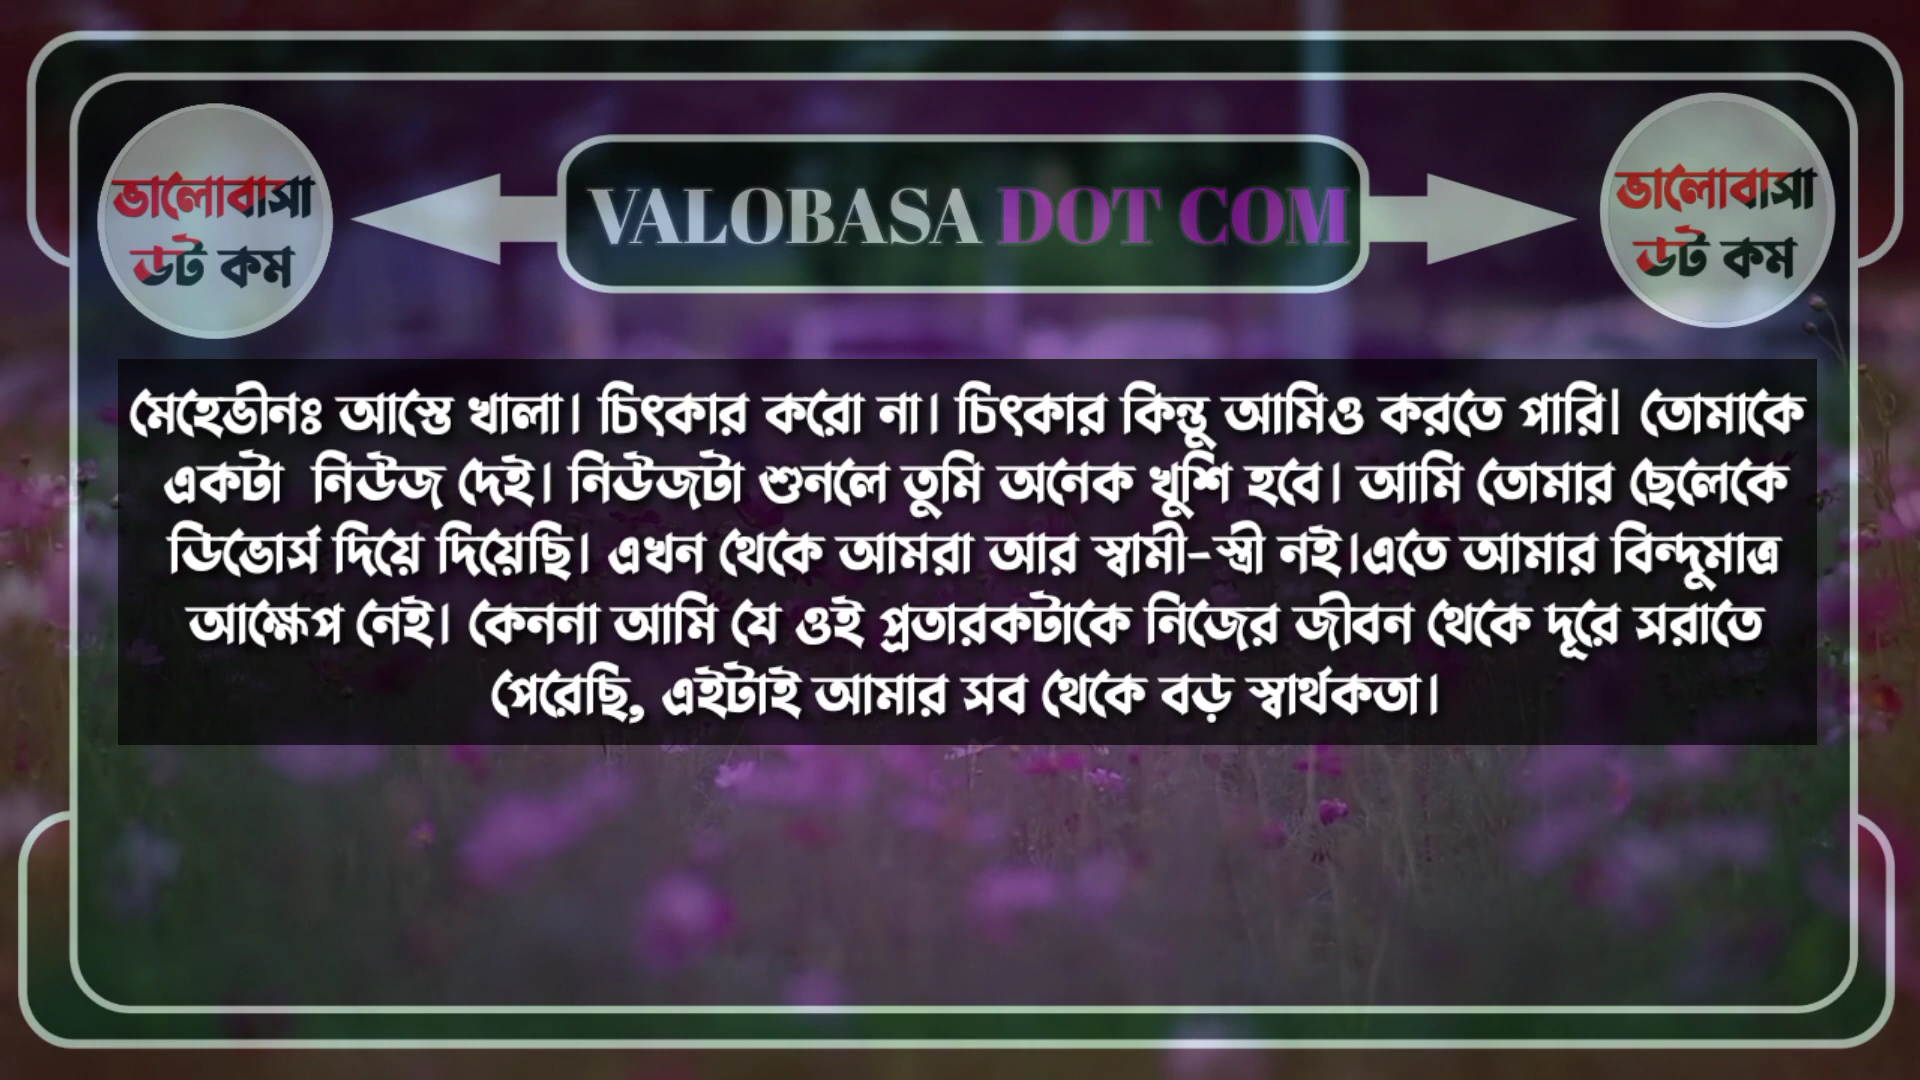 ভালোবাসা
ডট কম
VALOBASA DOT COM
ভালোবাসা
ডট কম
মেহেভীনঃ আস্তে খালা। চিৎকার করো না। চিৎকার কিন্তু আমিও করতে পারি| তোমাকে
একটা নিউজ দেই। নিউজটা শুনলে তুমি অনেক খুশি হবে। আমি তোমার ছেলেকে
ডিভোর্স দিয়ে দিয়েছি। এখন থেকে আমরা আর স্বামী-স্ত্রী নই।এতে আমার বিন্দুমাত্র
আক্ষেপ নেই। কেননা আমি যে ওই প্রতারকটাকে নিজের জীবন থেকে দূরে সরাতে
পেরেছি, এইটাই আমার সব থেকে বড় স্বার্থকতা।